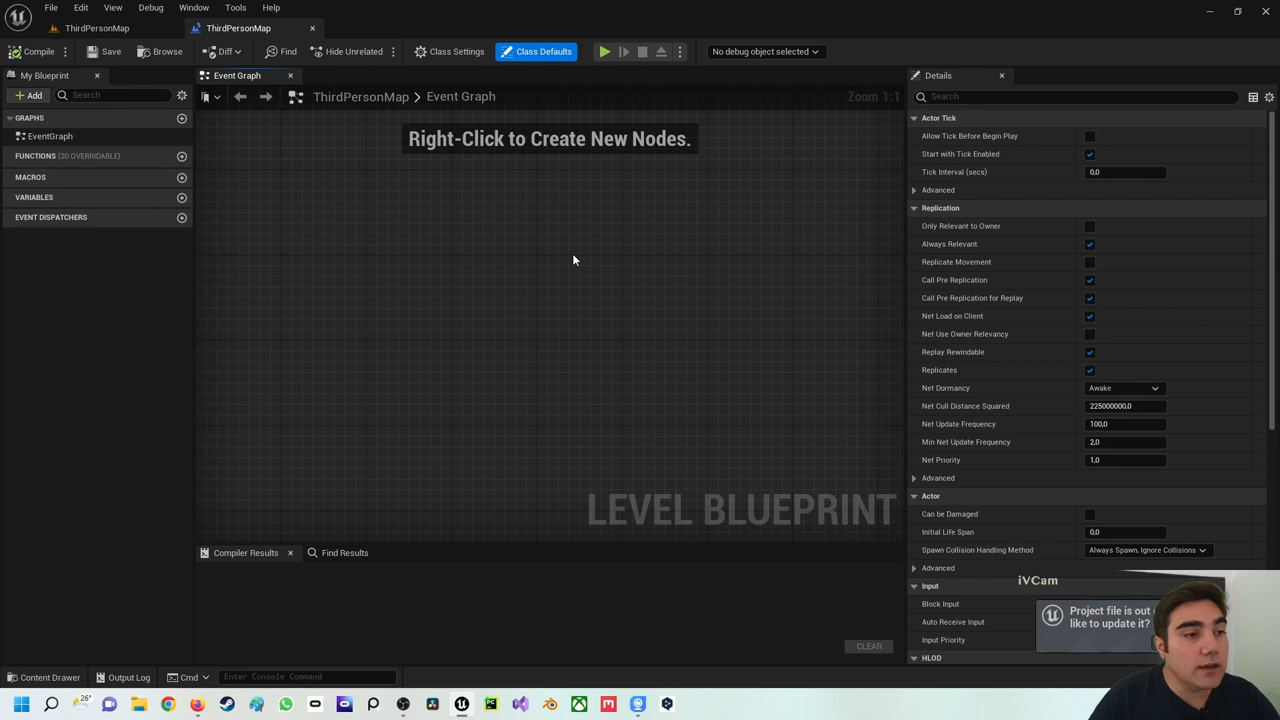 File Edit View Debug Window Tools Help
ThirdPersonMap ThirdPersonMap
Compile Save Browse Diff Find Hide Unrelated Class Settings Class Defaults No debug object selected
My Blueprint
Add Search
GRAPHS
EventGraph
FUNCTIONS (20 OVERRIDABLE)
MACROS
VARIABLES
EVENT DISPATCHERS
Event Graph
ThirdPersonMap > Event Graph Zoom 1:1
Right-Click to Create New Nodes.
LEVEL BLUEPRINT
Compiler Results Find Results
CLEAR
Details
Search
Actor Tick
Allow Tick Before Begin Play
Start with Tick Enabled
Tick Interval (secs) 0,0
Advanced
Replication
Only Relevant to Owner
Always Relevant
Replicate Movement
Call Pre Replication
Call Pre Replication for Replay
Net Load on Client
Net Use Owner Relevancy
Replay Rewindable
Replicates
Net Dormancy Awake
Net Cull Distance Squared 225000000,0
Net Update Frequency 100,0
Min Net Update Frequency 2,0
Net Priority 1,0
Advanced
Actor
Can be Damaged
Initial Life Span 0,0
Spawn Collision Handling Method Always Spawn, Ignore Collisions
Advanced
Input
Block Input
Auto Receive Input
Input Priority
HLOD
iVCam
Project file is out
like to update it?
Content Drawer Output Log Cmd Enter Console Command
26°